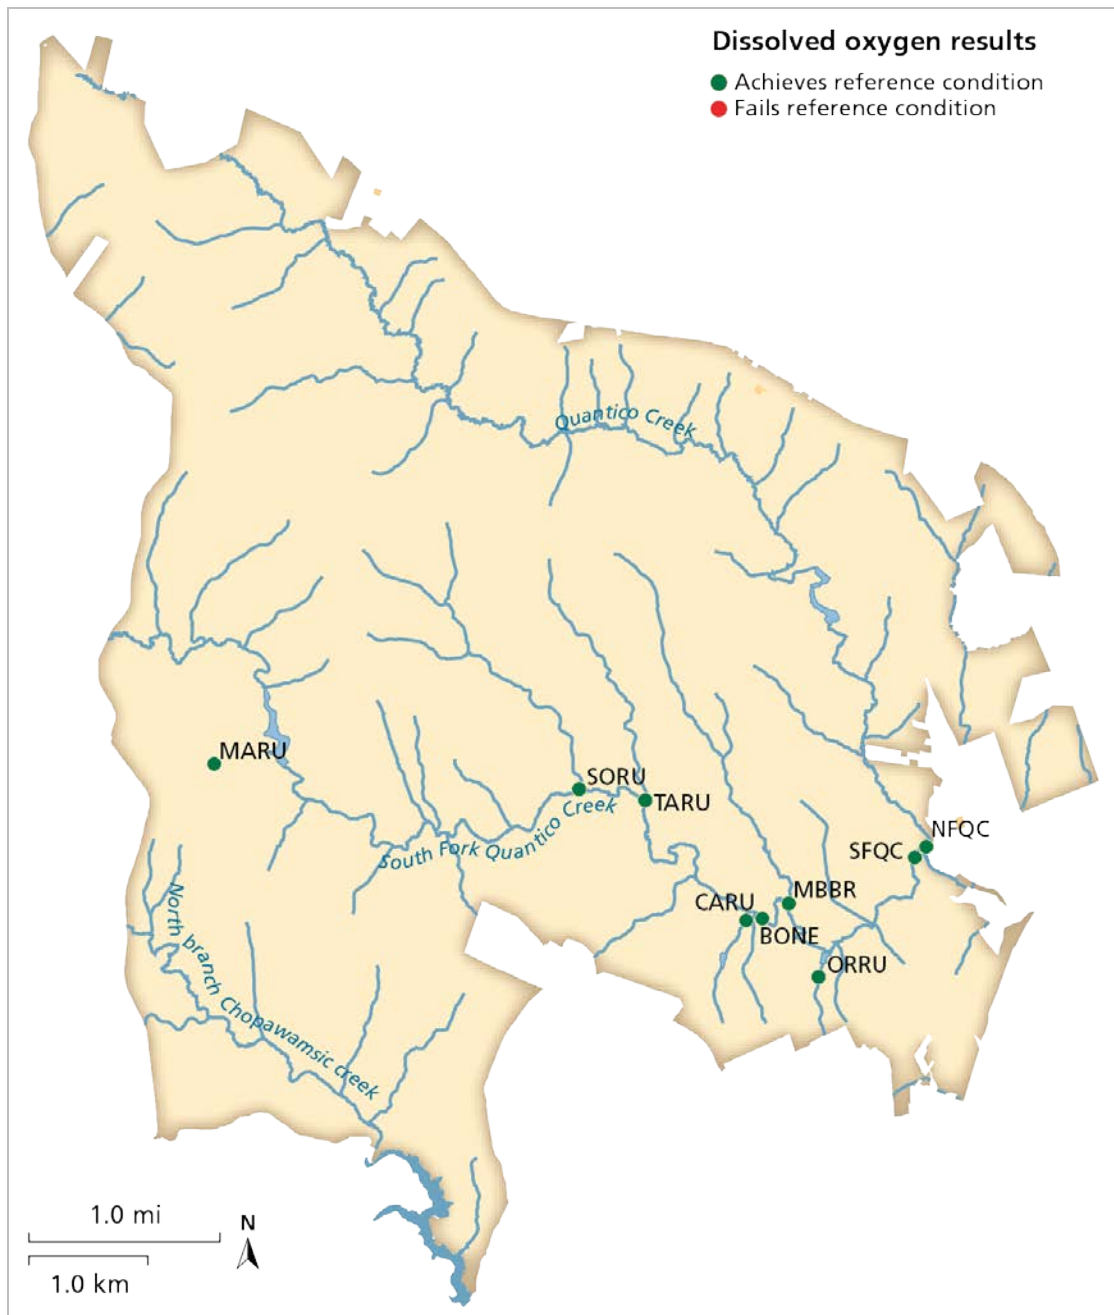 Dissolved oxygen results
Achieves reference condition
Fails reference condition
Quantico Creek
MARU
SORU
TARU
South Fork Quantico Creek
NFQC
SFQC
MBBR
CARU
BONE
ORRU
North branch Chopawamsic creek
1.0 mi
N
1.0 km